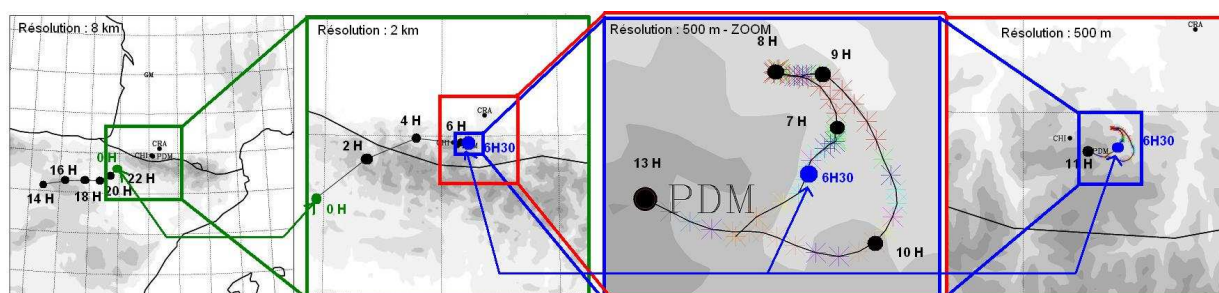 Résolution : 8 km
GM
CRA
CHI PDM
0 H
16 H
22 H
20 H
18 H
14 H
Résolution : 2 km
CRA
4 H
6 H
CHI
6H30
2 H
0 H
Résolution : 500 m - ZOOM
8 H
9 H
7 H
13 H
6H30
PDM
10 H
Résolution : 500 m
CRA
CHI
6H30
PDM
11 H